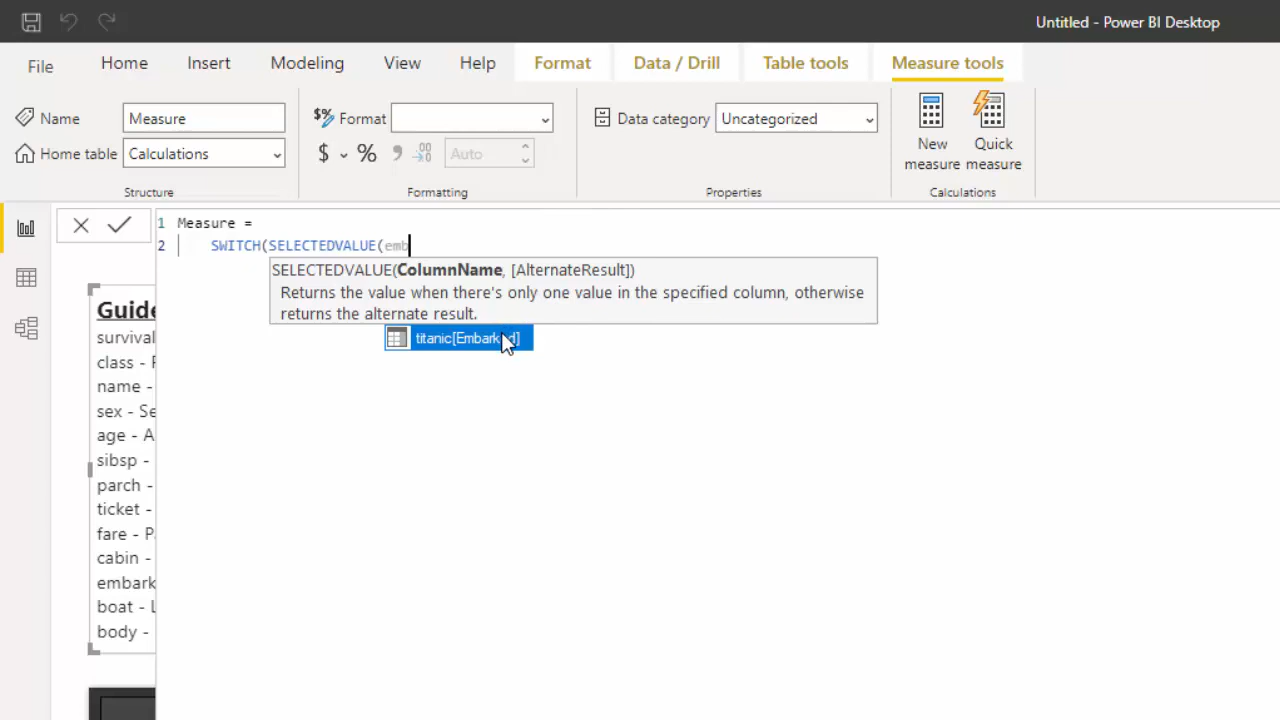 Untitled - Power BI Desktop
File Home Insert Modeling View Help Format Data / Drill Table tools Measure tools
Name Measure
Format
Data category Uncategorized
New measure
Quick measure
Home table Calculations
$ % Auto
Structure Formatting Properties Calculations
1 Measure =
2 SWITCH(SELECTEDVALUE(emb
SELECTEDVALUE(ColumnName, [AlternateResult])
Returns the value when there's only one value in the specified column, otherwise
returns the alternate result.
titanic[Embarked]
Guide
survival
class -
name -
sex - Se
age - A
sibsp -
parch -
ticket -
fare - P
cabin -
embark
boat - L
body -